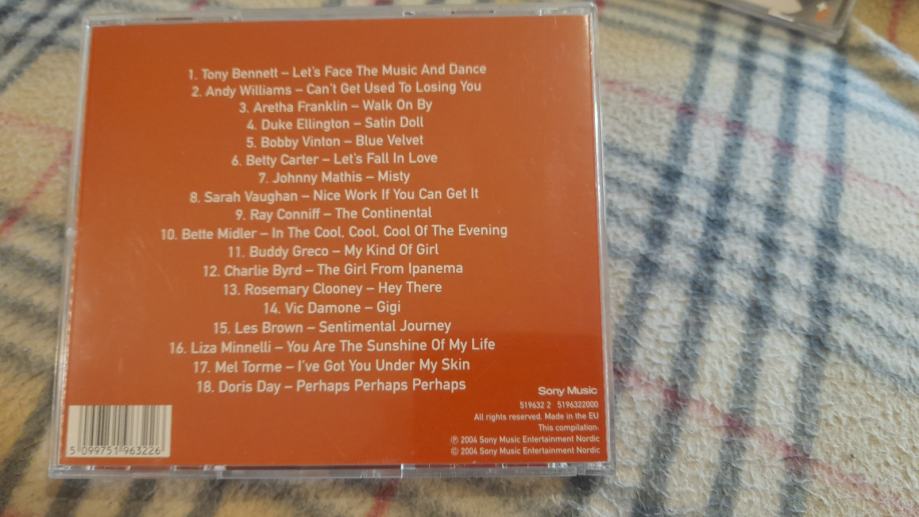 1. Tony Bennett – Let's Face The Music And Dance
2. Andy Williams – Can't Get Used To Losing You
3. Aretha Franklin – Walk On By
4. Duke Ellington – Satin Doll
5. Bobby Vinton – Blue Velvet
6. Betty Carter – Let's Fall In Love
7. Johnny Mathis – Misty
8. Sarah Vaughan – Nice Work If You Can Get It
9. Ray Conniff – The Continental
10. Bette Midler – In The Cool, Cool, Cool Of The Evening
11. Buddy Greco – My Kind Of Girl
12. Charlie Byrd – The Girl From Ipanema
13. Rosemary Clooney – Hey There
14. Vic Damone – Gigi
15. Les Brown – Sentimental Journey
16. Liza Minnelli – You Are The Sunshine Of My Life
17. Mel Torme – I've Got You Under My Skin
18. Doris Day – Perhaps Perhaps Perhaps
Sony Music
519632 2 5196322000
All rights reserved. Made in the EU
This compilation:
℗ 2004 Sony Music Entertainment Nordic
© 2004 Sony Music Entertainment Nordic
5 099751 963226